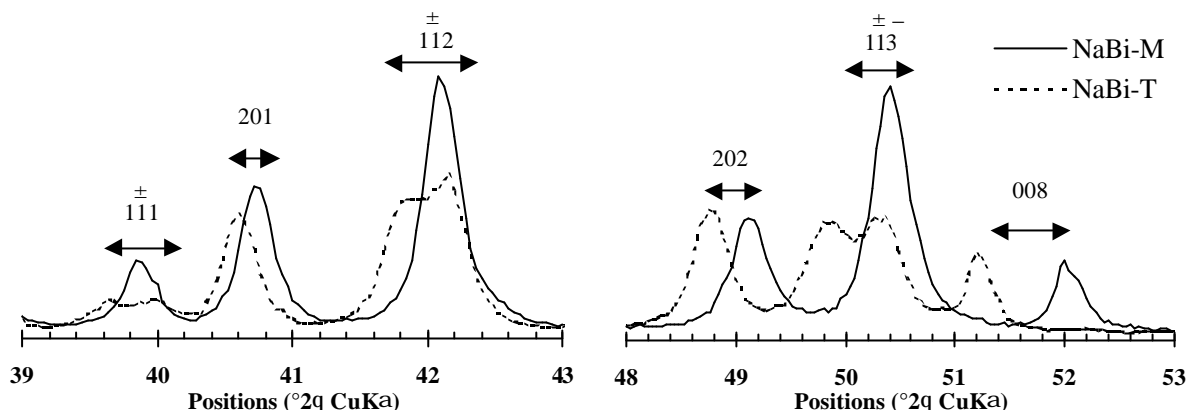 ±
111
201
±
112
202
± –
113
008
NaBi-M
NaBi-T
39 40 41 42 43
Positions (°2q CuKa)
48 49 50 51 52 53
Positions (°2q CuKa)